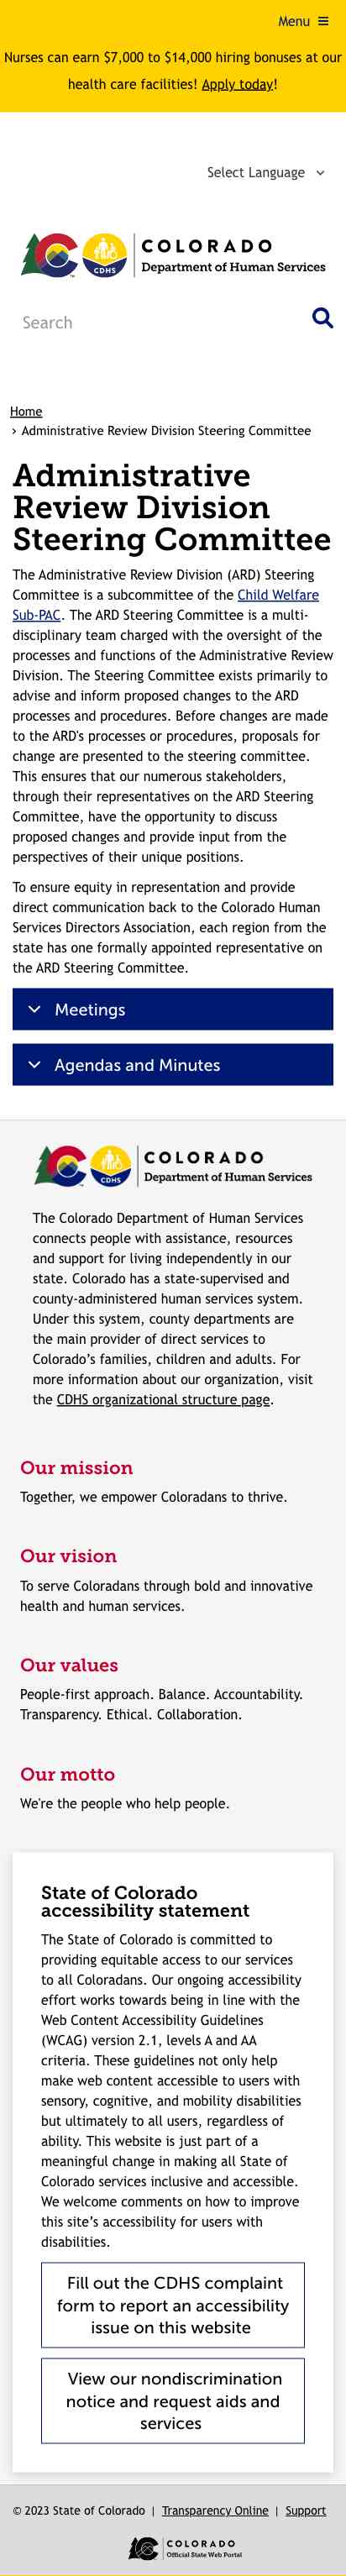 Menu
Nurses can earn $7,000 to $14,000 hiring bonuses at our
health care facilities! Apply today!
Select Language
COLORADO
CDHS
Department of Human Services
Search
Home
› Administrative Review Division Steering Committee
Administrative
Review Division
Steering Committee
The Administrative Review Division (ARD) Steering
Committee is a subcommittee of the Child Welfare
Sub-PAC. The ARD Steering Committee is a multi-
disciplinary team charged with the oversight of the
processes and functions of the Administrative Review
Division. The Steering Committee exists primarily to
advise and inform proposed changes to the ARD
processes and procedures. Before changes are made
to the ARD's processes or procedures, proposals for
change are presented to the steering committee.
This ensures that our numerous stakeholders,
through their representatives on the ARD Steering
Committee, have the opportunity to discuss
proposed changes and provide input from the
perspectives of their unique positions.
To ensure equity in representation and provide
direct communication back to the Colorado Human
Services Directors Association, each region from the
state has one formally appointed representative on
the ARD Steering Committee.
Meetings
Agendas and Minutes
COLORADO
CDHS
Department of Human Services
The Colorado Department of Human Services
connects people with assistance, resources
and support for living independently in our
state. Colorado has a state-supervised and
county-administered human services system.
Under this system, county departments are
the main provider of direct services to
Colorado’s families, children and adults. For
more information about our organization, visit
the CDHS organizational structure page.
Our mission
Together, we empower Coloradans to thrive.
Our vision
To serve Coloradans through bold and innovative
health and human services.
Our values
People-first approach. Balance. Accountability.
Transparency. Ethical. Collaboration.
Our motto
We're the people who help people.
State of Colorado
accessibility statement
The State of Colorado is committed to
providing equitable access to our services
to all Coloradans. Our ongoing accessibility
effort works towards being in line with the
Web Content Accessibility Guidelines
(WCAG) version 2.1, levels A and AA
criteria. These guidelines not only help
make web content accessible to users with
sensory, cognitive, and mobility disabilities
but ultimately to all users, regardless of
ability. This website is just part of a
meaningful change in making all State of
Colorado services inclusive and accessible.
We welcome comments on how to improve
this site’s accessibility for users with
disabilities.
Fill out the CDHS complaint
form to report an accessibility
issue on this website
View our nondiscrimination
notice and request aids and
services
© 2023 State of Colorado | Transparency Online | Support
COLORADO
Official State Web Portal